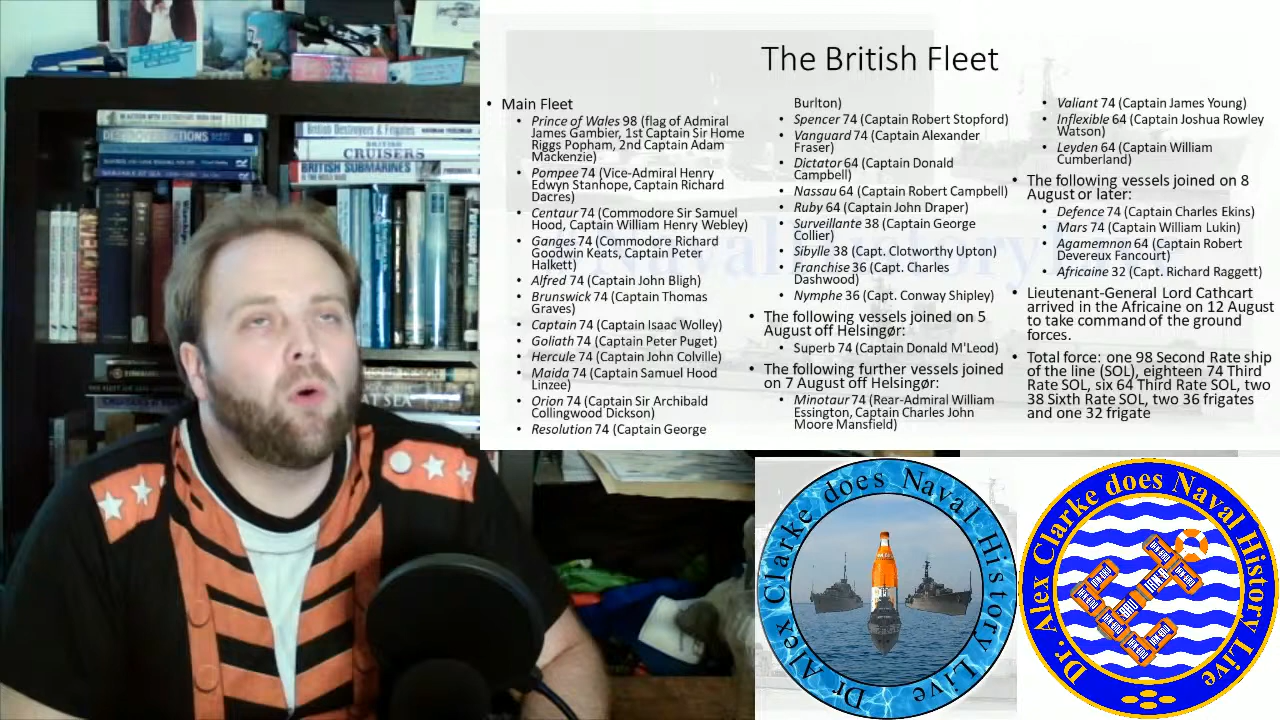 The British Fleet
• Main Fleet
• Prince of Wales 98 (flag of Admiral
James Gambier, 1st Captain Sir Home
Riggs Popham, 2nd Captain Adam
Mackenzie)
• Pompee 74 (Vice-Admiral Henry
Edwyn Stanhope, Captain Richard
Dacres)
• Centaur 74 (Commodore Sir Samuel
Hood, Captain William Henry Webley)
• Ganges 74 (Commodore Richard
Goodwin Keats, Captain Peter
Halkett)
• Alfred 74 (Captain John Bligh)
• Brunswick 74 (Captain Thomas
Graves)
• Captain 74 (Captain Isaac Wolley)
• Goliath 74 (Captain Peter Puget)
• Hercule 74 (Captain John Colville)
• Maida 74 (Captain Samuel Hood
Linzee)
• Orion 74 (Captain Sir Archibald
Collingwood Dickson)
• Resolution 74 (Captain George
Burlton)
• Spencer 74 (Captain Robert Stopford)
• Vanguard 74 (Captain Alexander
Fraser)
• Dictator 64 (Captain Donald
Campbell)
• Nassau 64 (Captain Robert Campbell)
• Ruby 64 (Captain John Draper)
• Surveillante 38 (Captain George
Collier)
• Sibylle 38 (Capt. Clotworthy Upton)
• Franchise 36 (Capt. Charles
Dashwood)
• Nymphe 36 (Capt. Conway Shipley)
• The following vessels joined on 5
August off Helsingør:
• Superb 74 (Captain Donald M'Leod)
• The following further vessels joined
on 7 August off Helsingør:
• Minotaur 74 (Rear-Admiral William
Essington, Captain Charles John
Moore Mansfield)
• Valiant 74 (Captain James Young)
• Inflexible 64 (Captain Joshua Rowley
Watson)
• Leyden 64 (Captain William
Cumberland)
• The following vessels joined on 8
August or later:
• Defence 74 (Captain Charles Ekins)
• Mars 74 (Captain William Lukin)
• Agamemnon 64 (Captain Robert
Devereux Fancourt)
• Africaine 32 (Capt. Richard Raggett)
• Lieutenant-General Lord Cathcart
arrived in the Africaine on 12 August
to take command of the ground
forces.
• Total force: one 98 Second Rate ship
of the line (SOL), eighteen 74 Third
Rate SOL, six 64 Third Rate SOL, two
38 Sixth Rate SOL, two 36 frigates
and one 32 frigate
British Destroyers & Frigates
BRITISH
CRUISERS
BRITISH SUBMARINES
Dr Alex Clarke does Naval History Live
Dr. Alex Clarke does Naval History Live